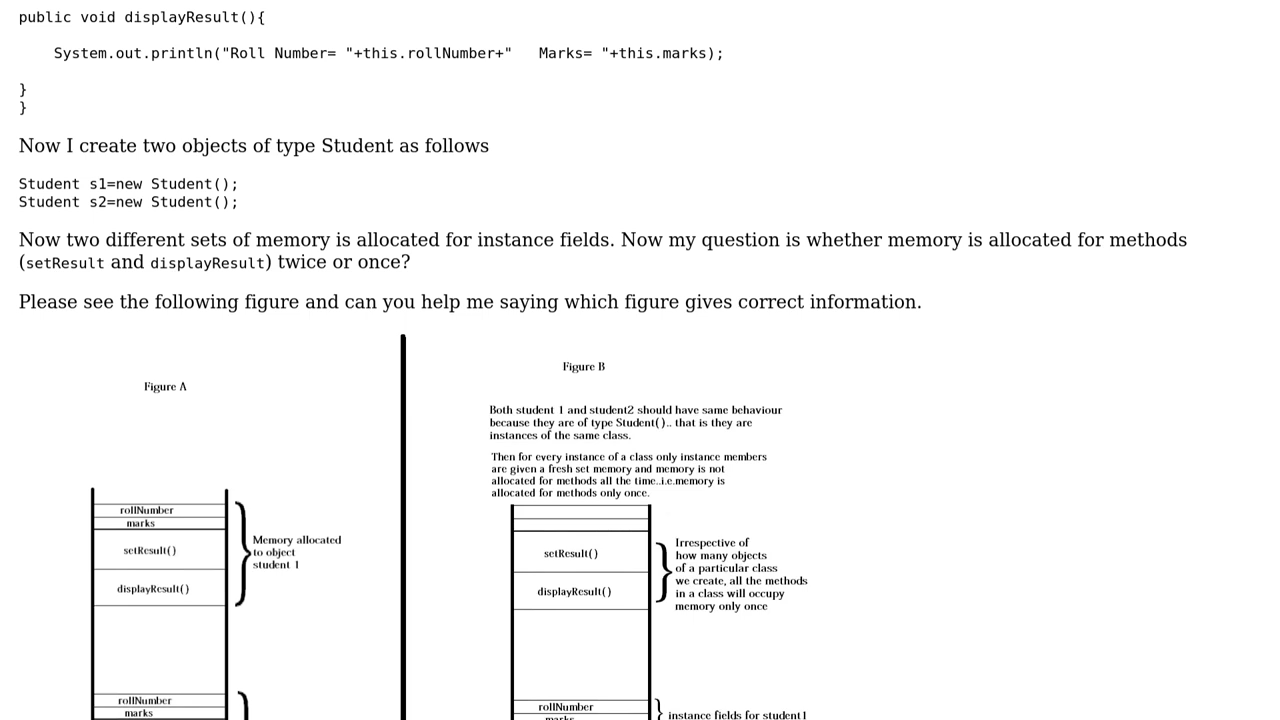 public void displayResult(){
System.out.println("Roll Number= "+this.rollNumber+"   Marks= "+this.marks);
}
}
Now I create two objects of type Student as follows
Student s1=new Student();
Student s2=new Student();
Now two different sets of memory is allocated for instance fields. Now my question is whether memory is allocated for methods
(setResult and displayResult) twice or once?
Please see the following figure and can you help me saying which figure gives correct information.
Figure A
rollNumber
marks
setResult()
displayResult()
Memory allocated
to object
student 1
rollNumber
marks
Figure B
Both student 1 and student2 should have same behaviour
because they are of type Student().. that is they are
instances of the same class.
Then for every instance of a class only instance members
are given a fresh set memory and memory is not
allocated for methods all the time..i.e.memory is
allocated for methods only once.
setResult()
displayResult()
Irrespective of
how many objects
of a particular class
we create, all the methods
in a class will occupy
memory only once
rollNumber
marks
instance fields for student1